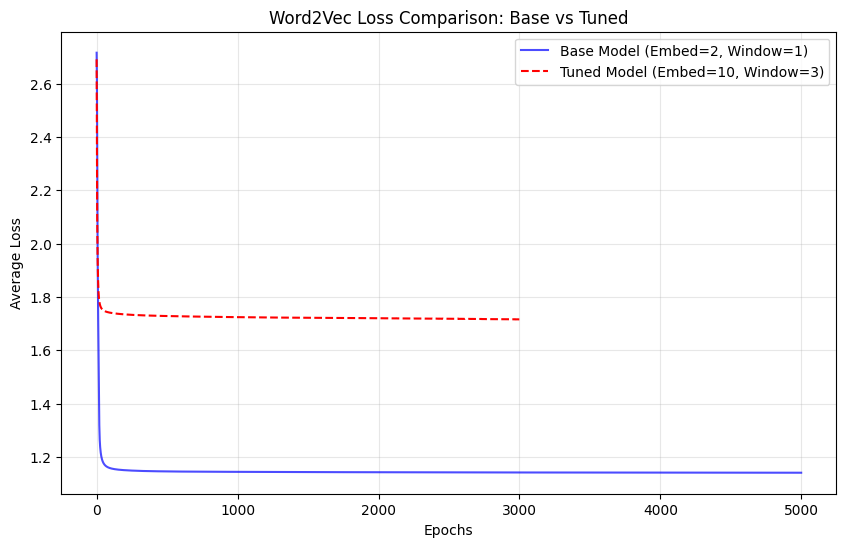 Word2Vec Loss Comparison: Base vs Tuned
Base Model (Embed=2, Window=1)
Tuned Model (Embed=10, Window=3)
Average Loss
2.6
2.4
2.2
2.0
1.8
1.6
1.4
1.2
0 1000 2000 3000 4000 5000
Epochs